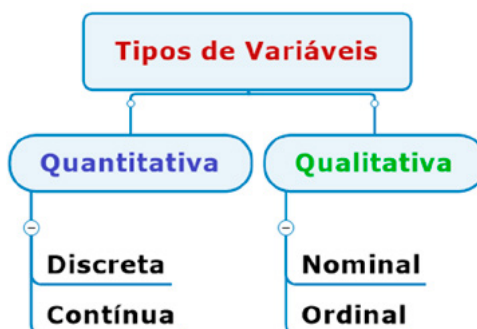 Tipos de Variáveis
Quantitativa
Qualitativa
Discreta
Nominal
Contínua
Ordinal